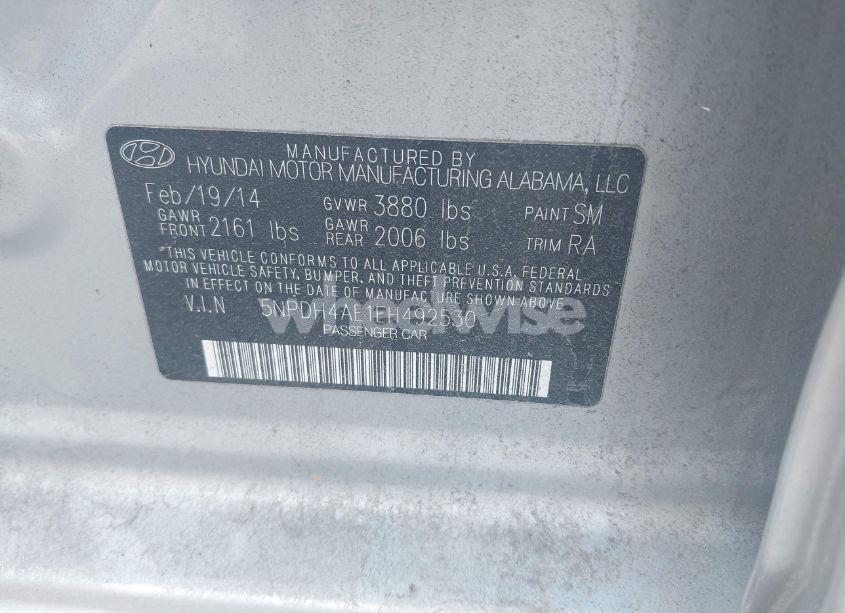 MANUFACTURED BY
HYUNDAI MOTOR MANUFACTURING ALABAMA, LLC
Feb/19/14 GVWR 3880 lbs PAINT SM
GAWR FRONT 2161 lbs GAWR REAR 2006 lbs TRIM RA
*THIS VEHICLE CONFORMS TO ALL APPLICABLE U.S.A. FEDERAL
MOTOR VEHICLE SAFETY, BUMPER, AND THEFT PREVENTION STANDARDS
IN EFFECT ON THE DATE OF MANUFACTURE SHOWN ABOVE.
V.I.N 5NPDH4AE1EH492530
wheelwise
PASSENGER CAR